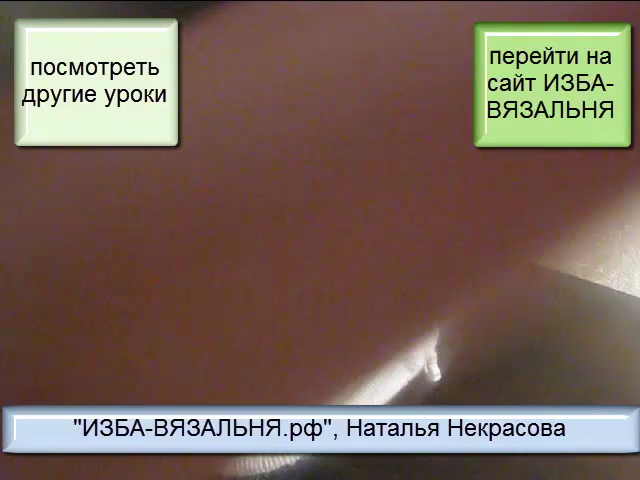 посмотреть
другие уроки
перейти на
сайт ИЗБА-
ВЯЗАЛЬНЯ
"ИЗБА-ВЯЗАЛЬНЯ.рф", Наталья Некрасова